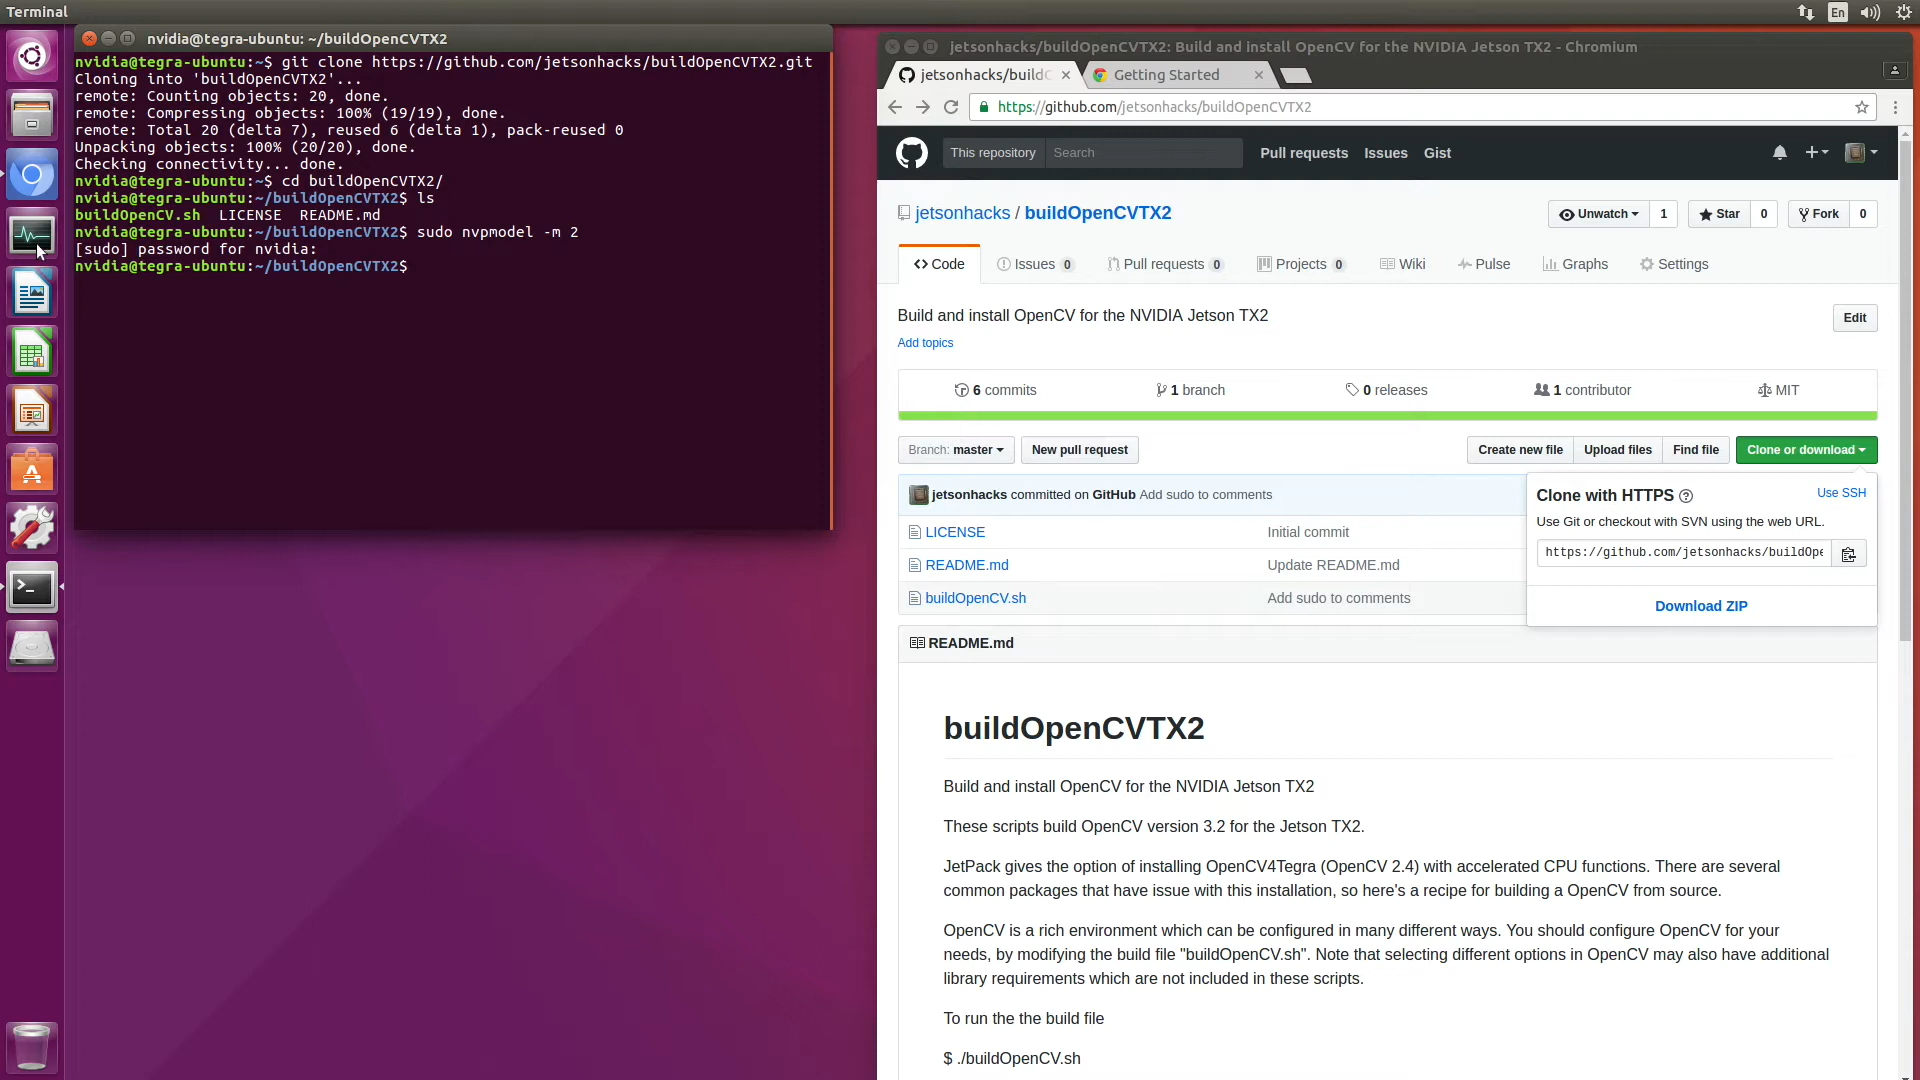 Terminal
En
nvidia@tegra-ubuntu: ~/buildOpenCVTX2
nvidia@tegra-ubuntu:~$ git clone https://github.com/jetsonhacks/buildOpenCVTX2.git
Cloning into 'buildOpenCVTX2'...
remote: Counting objects: 20, done.
remote: Compressing objects: 100% (19/19), done.
remote: Total 20 (delta 7), reused 6 (delta 1), pack-reused 0
Unpacking objects: 100% (20/20), done.
Checking connectivity... done.
nvidia@tegra-ubuntu:~$ cd buildOpenCVTX2/
nvidia@tegra-ubuntu:~/buildOpenCVTX2$ ls
buildOpenCV.sh  LICENSE  README.md
nvidia@tegra-ubuntu:~/buildOpenCVTX2$ sudo nvpmodel -m 2
[sudo] password for nvidia:
nvidia@tegra-ubuntu:~/buildOpenCVTX2$
jetsonhacks/buildOpenCVTX2: Build and install OpenCV for the NVIDIA Jetson TX2 - Chromium
jetsonhacks/buildC Getting Started
https://github.com/jetsonhacks/buildOpenCVTX2
This repository Search Pull requests Issues Gist
jetsonhacks / buildOpenCVTX2 Unwatch 1 Star 0 Fork 0
Code Issues 0 Pull requests 0 Projects 0 Wiki Pulse Graphs Settings
Build and install OpenCV for the NVIDIA Jetson TX2 Edit
Add topics
6 commits 1 branch 0 releases 1 contributor MIT
Branch: master New pull request Create new file Upload files Find file Clone or download
jetsonhacks committed on GitHub Add sudo to comments
LICENSE Initial commit
README.md Update README.md
buildOpenCV.sh Add sudo to comments
Clone with HTTPS Use SSH
Use Git or checkout with SVN using the web URL.
https://github.com/jetsonhacks/buildOpe
Download ZIP
README.md
buildOpenCVTX2
Build and install OpenCV for the NVIDIA Jetson TX2
These scripts build OpenCV version 3.2 for the Jetson TX2.
JetPack gives the option of installing OpenCV4Tegra (OpenCV 2.4) with accelerated CPU functions. There are several
common packages that have issue with this installation, so here's a recipe for building a OpenCV from source.
OpenCV is a rich environment which can be configured in many different ways. You should configure OpenCV for your
needs, by modifying the build file "buildOpenCV.sh". Note that selecting different options in OpenCV may also have additional
library requirements which are not included in these scripts.
To run the the build file
$ ./buildOpenCV.sh